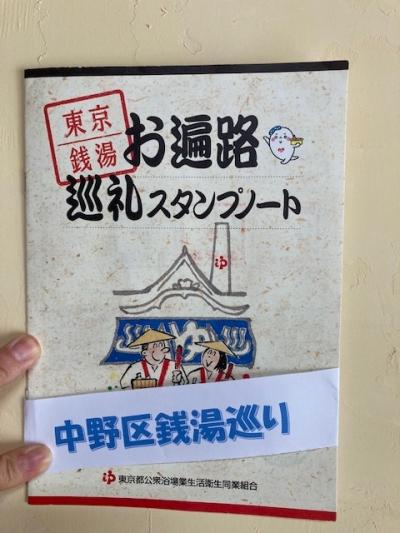 東京
銭湯
お遍路
巡礼スタンプノート
ゆ
ゆ
中野区銭湯巡り
ゆ 東京都公衆浴場業生活衛生同業組合